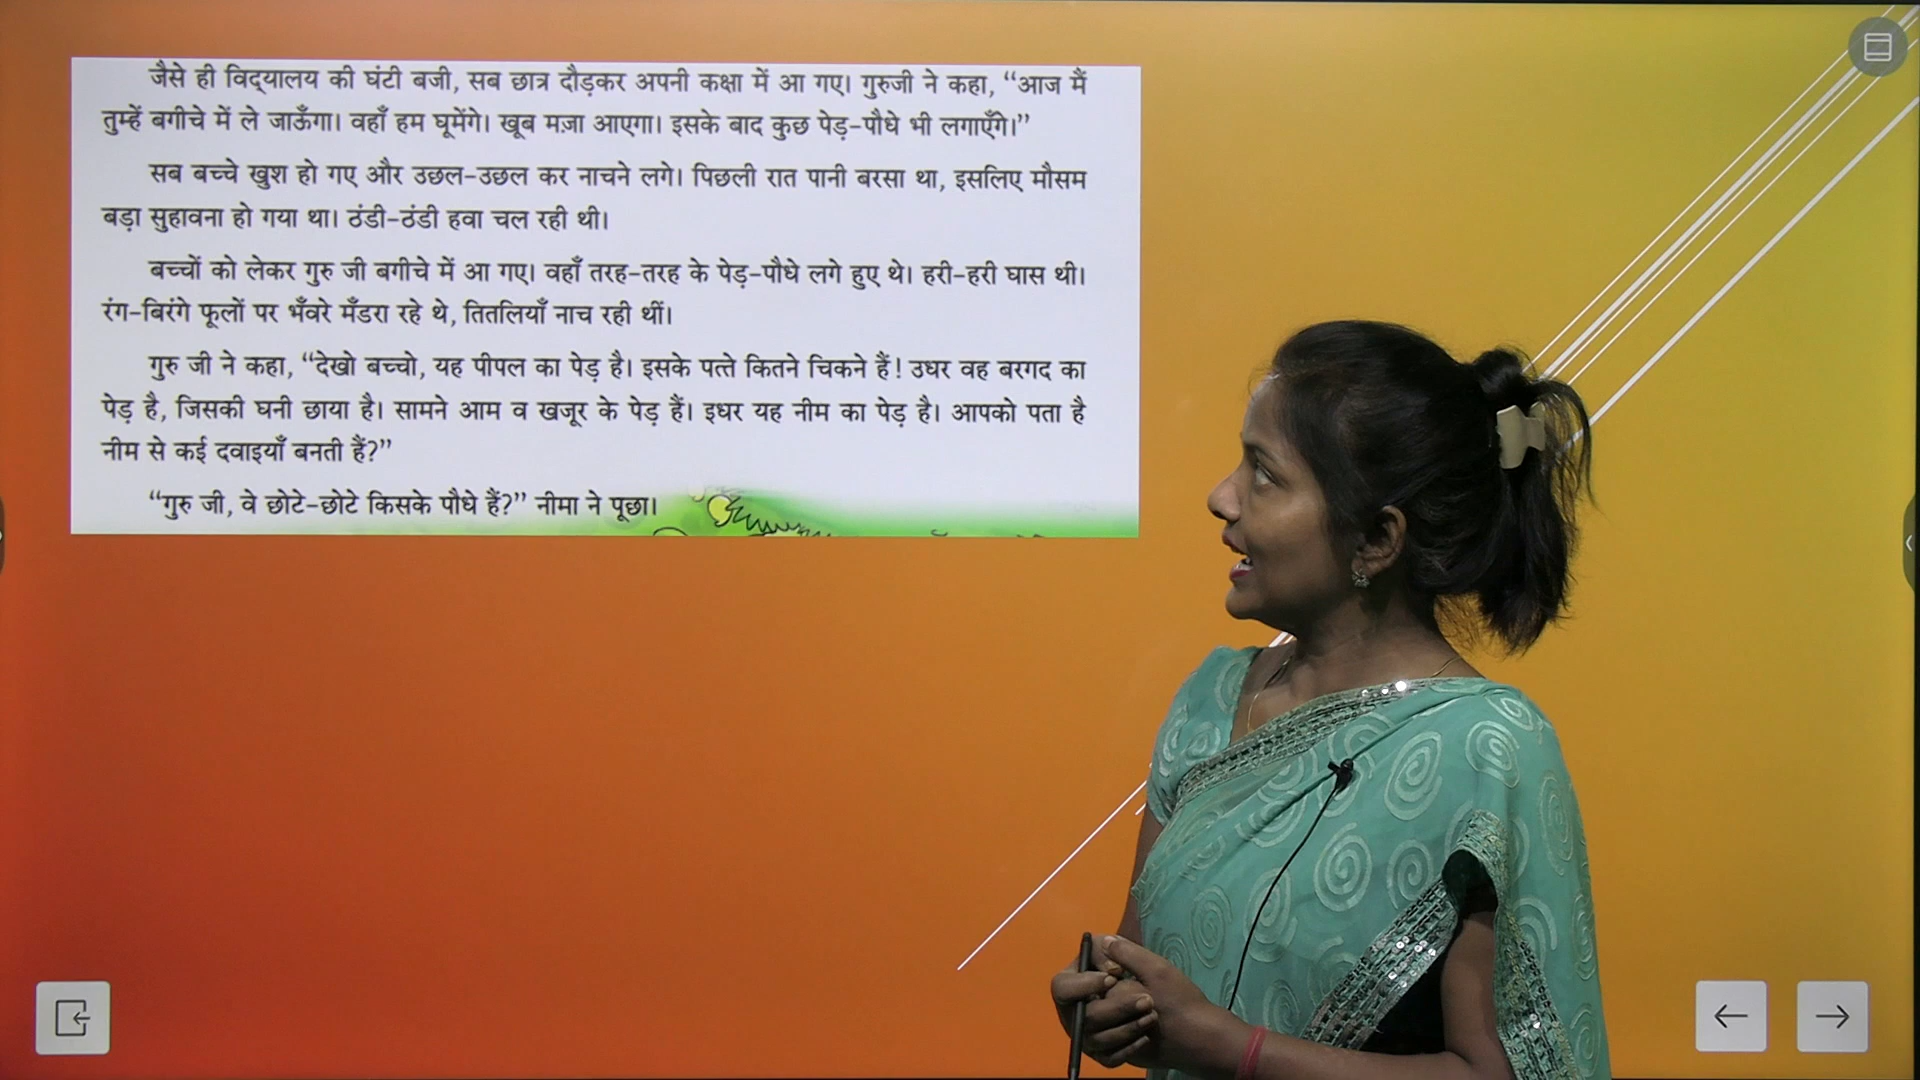 जैसे ही विद्‌यालय की घंटी बजी, सब छात्र दौड़कर अपनी कक्षा में आ गए। गुरुजी ने कहा, “आज मैं
तुम्हें बगीचे में ले जाऊँगा। वहाँ हम घूमेंगे। खूब मज़ा आएगा। इसके बाद कुछ पेड़-पौधे भी लगाएँगे।”
सब बच्चे खुश हो गए और उछल-उछल कर नाचने लगे। पिछली रात पानी बरसा था, इसलिए मौसम
बड़ा सुहावना हो गया था। ठंडी-ठंडी हवा चल रही थी।
बच्चों को लेकर गुरु जी बगीचे में आ गए। वहाँ तरह-तरह के पेड़-पौधे लगे हुए थे। हरी-हरी घास थी।
रंग-बिरंगे फूलों पर भँवरे मँडरा रहे थे, तितलियाँ नाच रही थीं।
गुरु जी ने कहा, “देखो बच्चो, यह पीपल का पेड़ है। इसके पत्ते कितने चिकने हैं! उधर वह बरगद का
पेड़ है, जिसकी घनी छाया है। सामने आम व खजूर के पेड़ हैं। इधर यह नीम का पेड़ है। आपको पता है
नीम से कई दवाइयाँ बनती हैं?”
“गुरु जी, वे छोटे-छोटे किसके पौधे हैं?” नीमा ने पूछा।